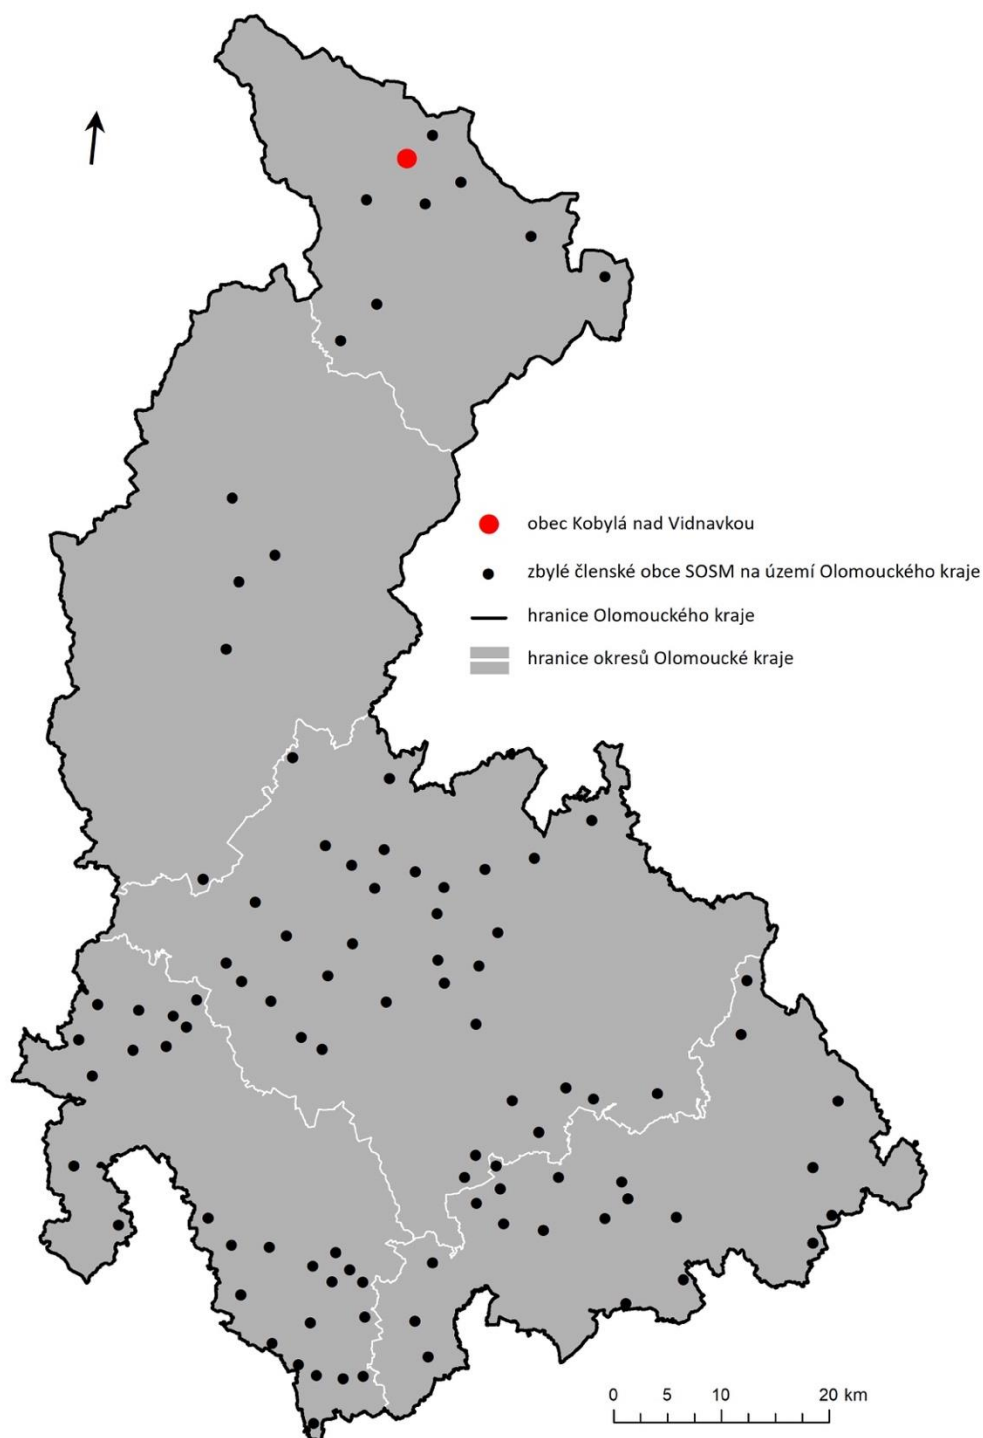 obec Kobylá nad Vidnavkou
zbylé členské obce SOSM na území Olomouckého kraje
hranice Olomouckého kraje
hranice okresů Olomoucké kraje
0 5 10 20 km